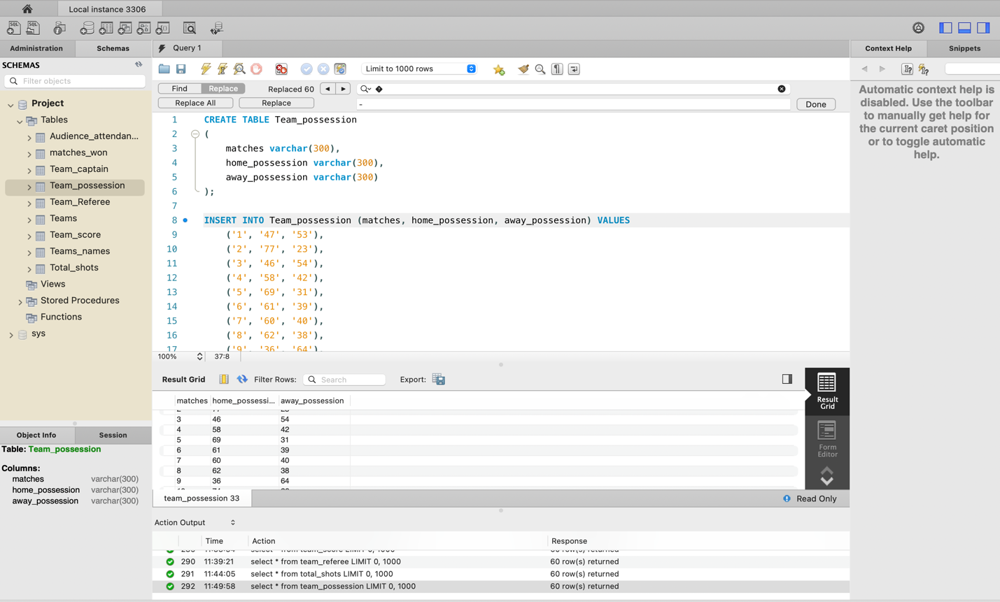 Local instance 3306
Administration
Schemas
Query 1
Context Help
Snippets
SCHEMAS
Filter objects
Project
Tables
Audience_attendan...
matches_won
Team_captain
Team_possession
Team_Referee
Teams
Team_score
Teams_names
Total_shots
Views
Stored Procedures
Functions
sys
Object Info
Session
Table: Team_possession
Columns:
matches varchar(300)
home_possession varchar(300)
away_possession varchar(300)
Limit to 1000 rows
Find Replace Replaced 60
Replace All Replace - Done
1 CREATE TABLE Team_possession
2 (
3 matches varchar(300),
4 home_possession varchar(300),
5 away_possession varchar(300)
6 );
7
8 INSERT INTO Team_possession (matches, home_possession, away_possession) VALUES
9 ('1', '47', '53'),
10 ('2', '77', '23'),
11 ('3', '46', '54'),
12 ('4', '58', '42'),
13 ('5', '69', '31'),
14 ('6', '61', '39'),
15 ('7', '60', '40'),
16 ('8', '62', '38'),
17 ('9', '36', '64'),
100% 37:8
Result Grid Filter Rows: Search Export:
matches home_possessi... away_possession
3 46 54
4 58 42
5 69 31
6 61 39
7 60 40
8 62 38
9 36 64
Result
Grid
Form
Editor
team_possession 33
Read Only
Action Output
Time Action Response
290 11:39:21 select * from team_referee LIMIT 0, 1000 60 row(s) returned
291 11:44:05 select * from total_shots LIMIT 0, 1000 60 row(s) returned
292 11:49:58 select * from team_possession LIMIT 0, 1000 60 row(s) returned
Automatic context help is
disabled. Use the toolbar
to manually get help for
the current caret position
or to toggle automatic
help.